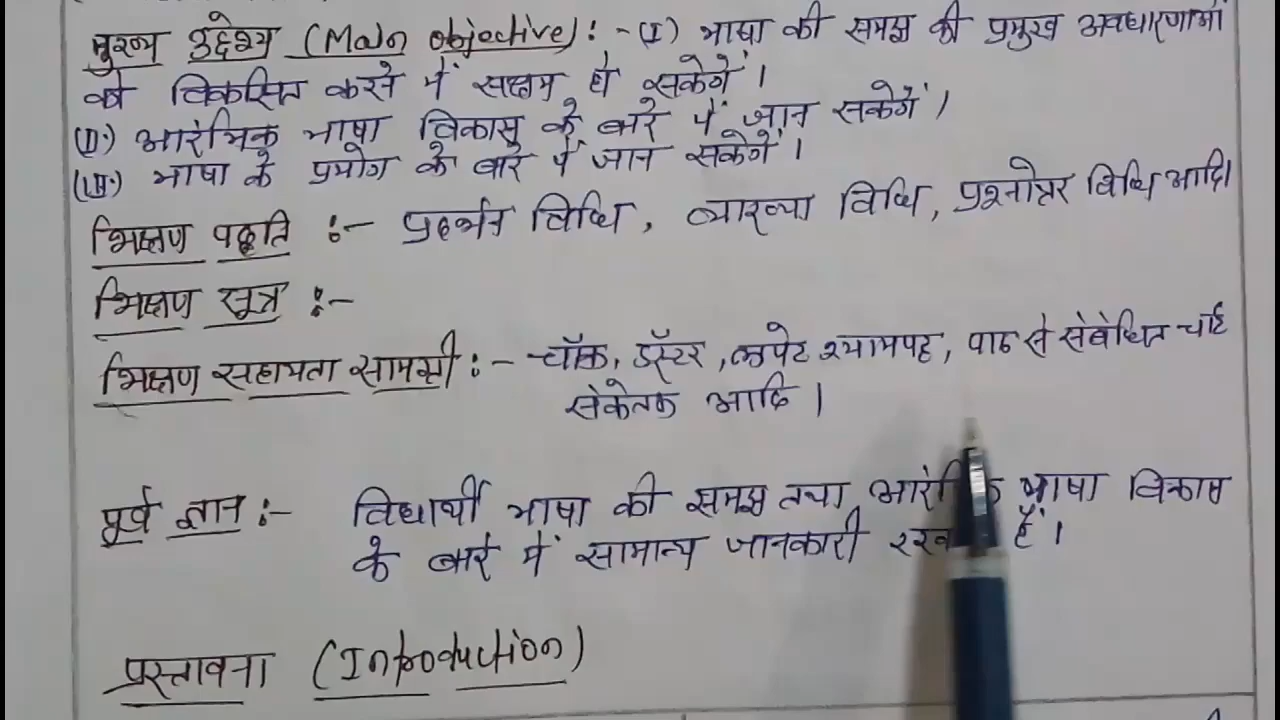 मुख्य उद्देश्य (Main objective) :- (I) भाषा की समझ की प्रमुख अवधारणाओं
को विकसित करने में सक्षम हो सकेगें।
(II.) आरंभिक भाषा विकास के बारे में जान सकेगें।
(III.) भाषा के प्रयोग के बारे में जान सकेगें।
शिक्षण पद्धति :- प्रदर्शन विधि, व्याख्या विधि, प्रश्नोत्तर विधि आदि।
शिक्षण सूत्र :-
शिक्षण सहायता सामग्री :- चॉक, डस्टर, लपेट श्यामपट्ट, पाठ से संबंधित चार्ट
संकेतक आदि।
पूर्व ज्ञान :- विद्यार्थी भाषा की समझ तथा भाषा विकास
के बारे में सामान्य जानकारी हैं।
प्रस्तावना (Introduction)